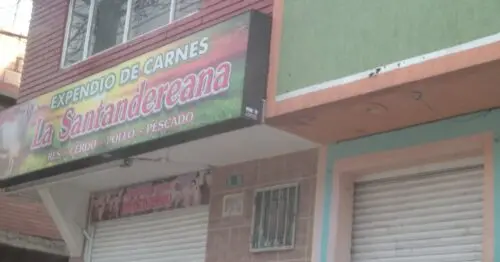 EXPENDIO DE CARNES
La Santandereana
RES - CERDO - POLLO - PESCADO